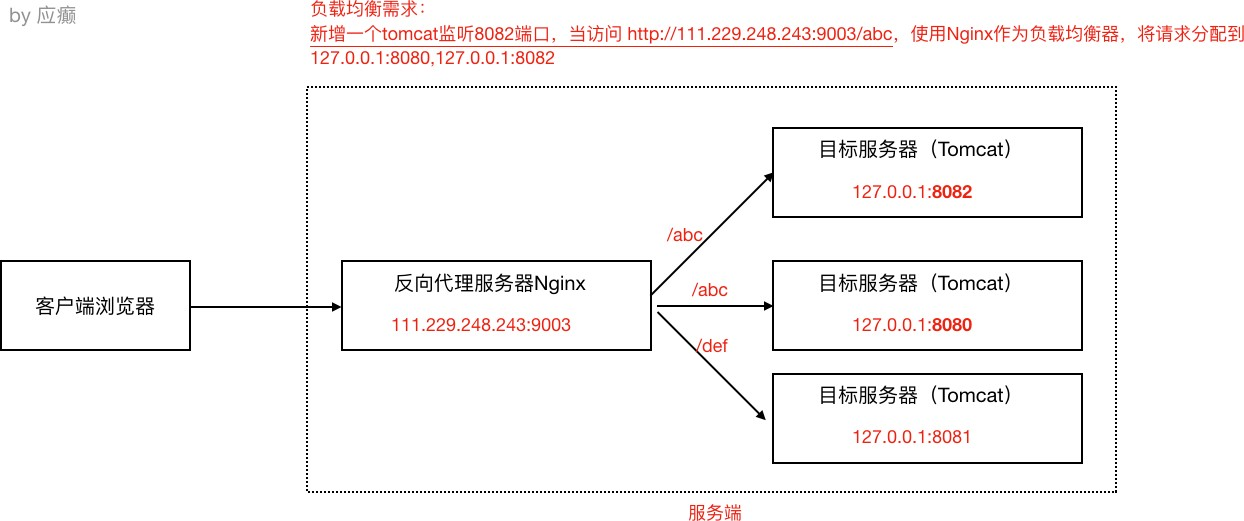 by 应癫
负载均衡需求：
新增一个tomcat监听8082端口，当访问 http://111.229.248.243:9003/abc，使用Nginx作为负载均衡器，将请求分配到
127.0.0.1:8080,127.0.0.1:8082
目标服务器（Tomcat）
127.0.0.1:8082
/abc
客户端浏览器
反向代理服务器Nginx
111.229.248.243:9003
/abc
目标服务器（Tomcat）
127.0.0.1:8080
/def
目标服务器（Tomcat）
127.0.0.1:8081
服务端